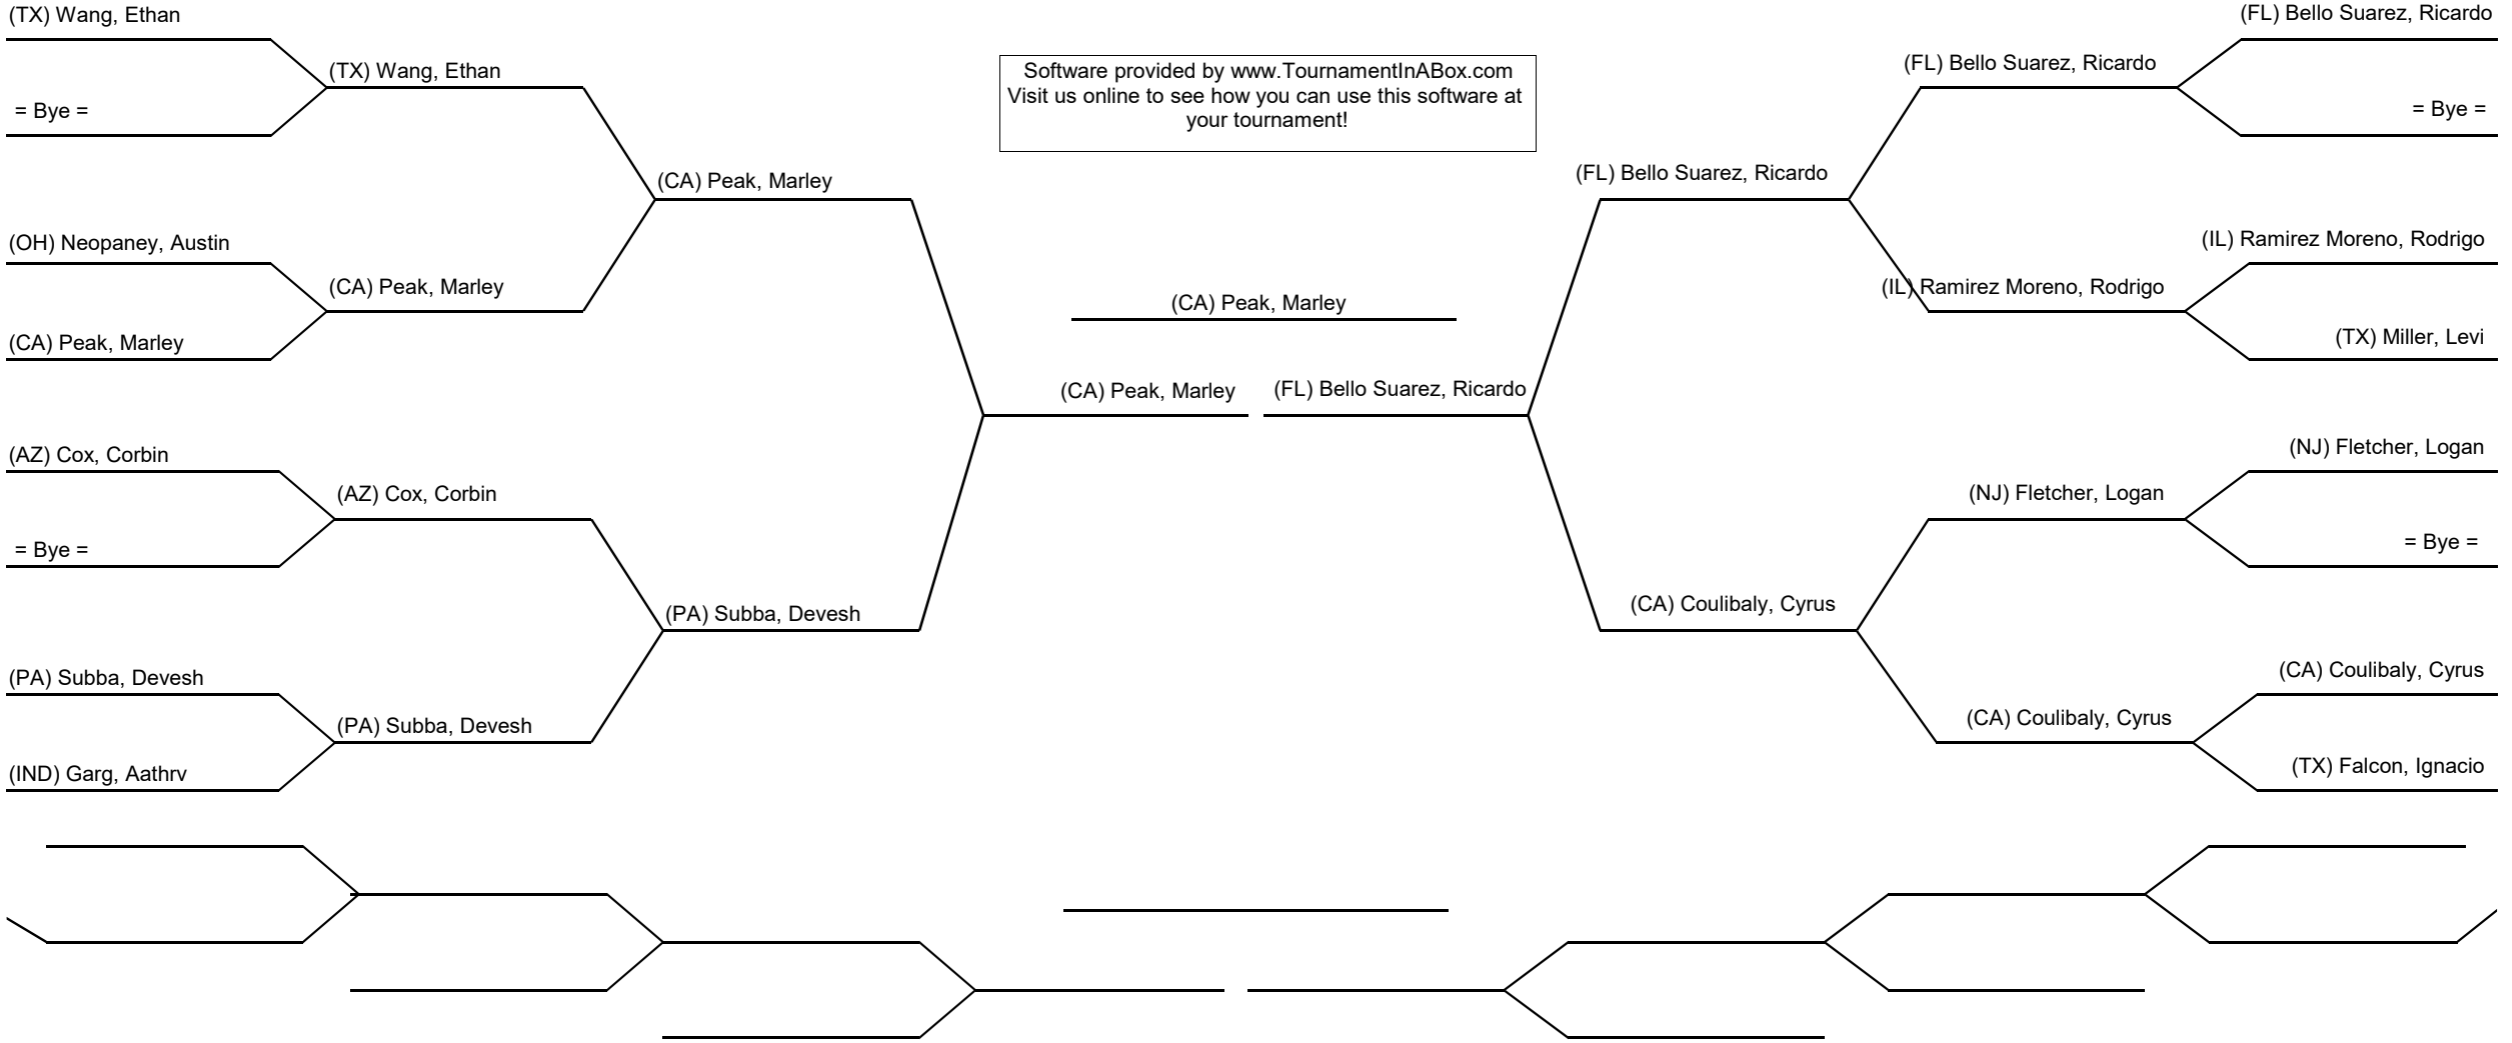 (TX) Wang, Ethan
= Bye =
(OH) Neopaney, Austin
(CA) Peak, Marley
(AZ) Cox, Corbin
= Bye =
(PA) Subba, Devesh
(IND) Garg, Aathrv
(TX) Wang, Ethan
(CA) Peak, Marley
(AZ) Cox, Corbin
(PA) Subba, Devesh
(CA) Peak, Marley
(PA) Subba, Devesh
Software provided by www.TournamentInABox.com
Visit us online to see how you can use this software at
your tournament!
(CA) Peak, Marley
(CA) Peak, Marley
(FL) Bello Suarez, Ricardo
(FL) Bello Suarez, Ricardo
(CA) Coulibaly, Cyrus
(FL) Bello Suarez, Ricardo
(IL) Ramirez Moreno, Rodrigo
(NJ) Fletcher, Logan
(CA) Coulibaly, Cyrus
(FL) Bello Suarez, Ricardo
= Bye =
(IL) Ramirez Moreno, Rodrigo
(TX) Miller, Levi
(NJ) Fletcher, Logan
= Bye =
(CA) Coulibaly, Cyrus
(TX) Falcon, Ignacio